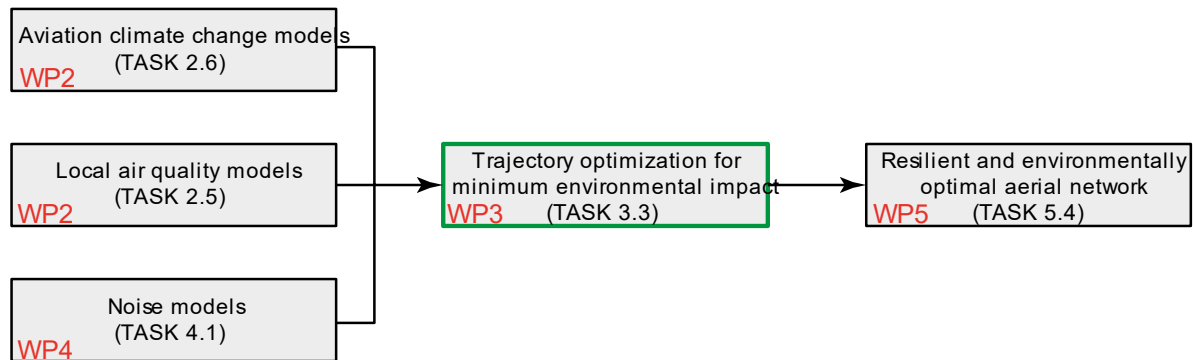 Aviation climate change models
(TASK 2.6)
WP2
Local air quality models
(TASK 2.5)
WP2
Noise models
(TASK 4.1)
WP4
Trajectory optimization for
minimum environmental impact
(TASK 3.3)
WP3
Resilient and environmentally
optimal aerial network
(TASK 5.4)
WP5